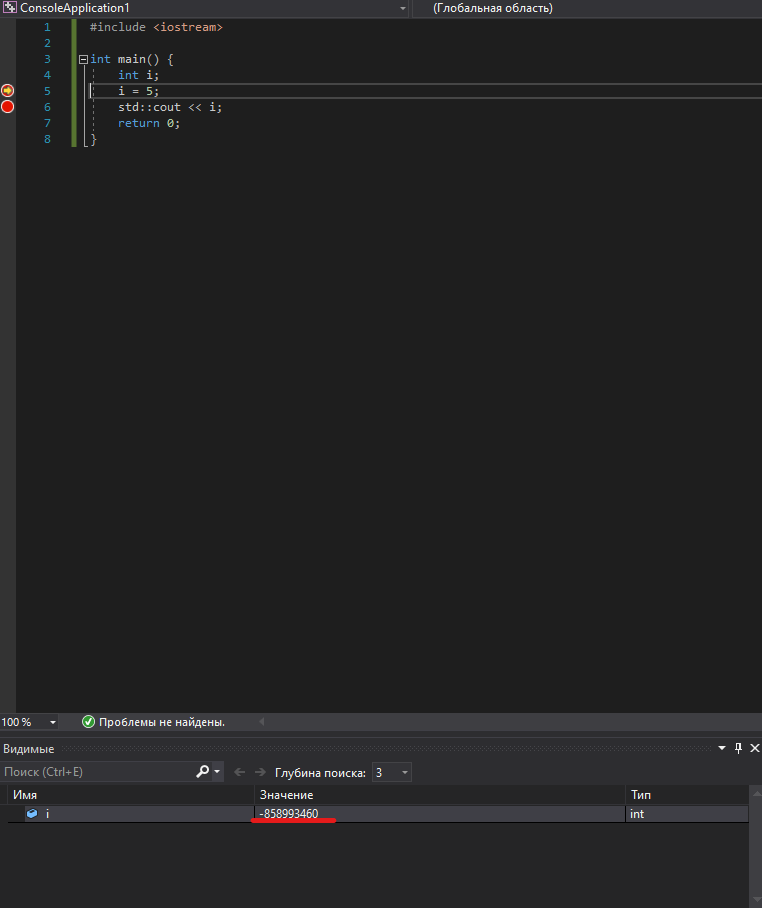 ConsoleApplication1 (Глобальная область)
1 #include <iostream>
2
3 int main() {
4 int i;
5 i = 5;
6 std::cout << i;
7 return 0;
8 }
100 % Проблемы не найдены.
Видимые
Поиск (Ctrl+E) Глубина поиска: 3
Имя Значение Тип
i -858993460 int